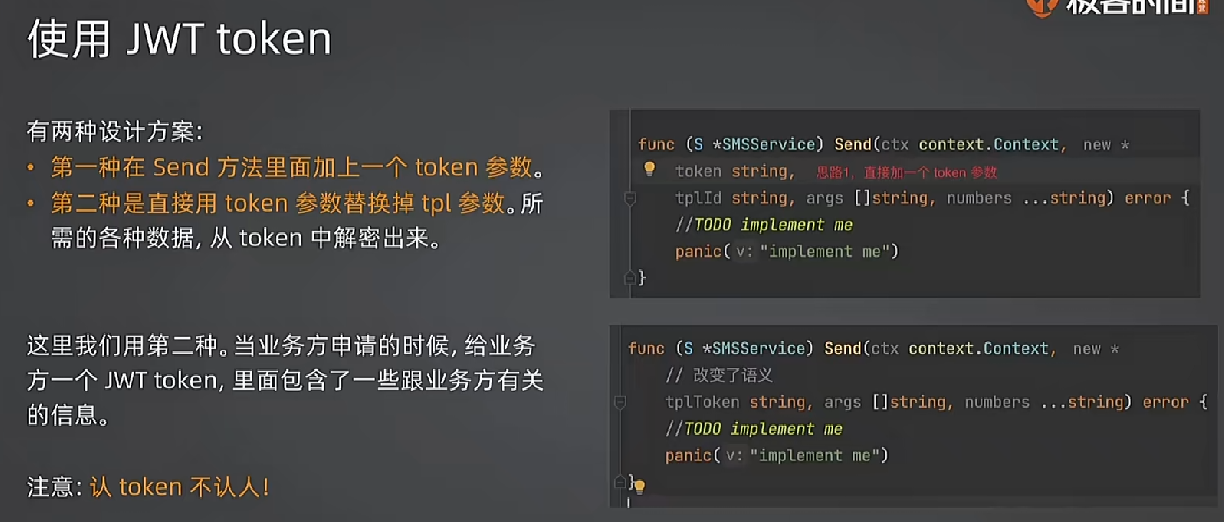 极客时间
使用 JWT token
有两种设计方案:
• 第一种在 Send 方法里面加上一个 token 参数。
• 第二种是直接用 token 参数替换掉 tpl 参数。所
需的各种数据, 从 token 中解密出来。
这里我们用第二种。当业务方申请的时候, 给业务
方一个 JWT token, 里面包含了一些跟业务方有关
的信息。
注意: 认 token 不认人!
func (S *SMSService) Send(ctx context.Context, new *
token string, 思路1, 直接加一个 token 参数
tplId string, args []string, numbers ...string) error {
//TODO implement me
panic( v: "implement me")
}
func (S *SMSService) Send(ctx context.Context, new *
// 改变了语义
tplToken string, args []string, numbers ...string) error {
//TODO implement me
panic( v: "implement me")
}